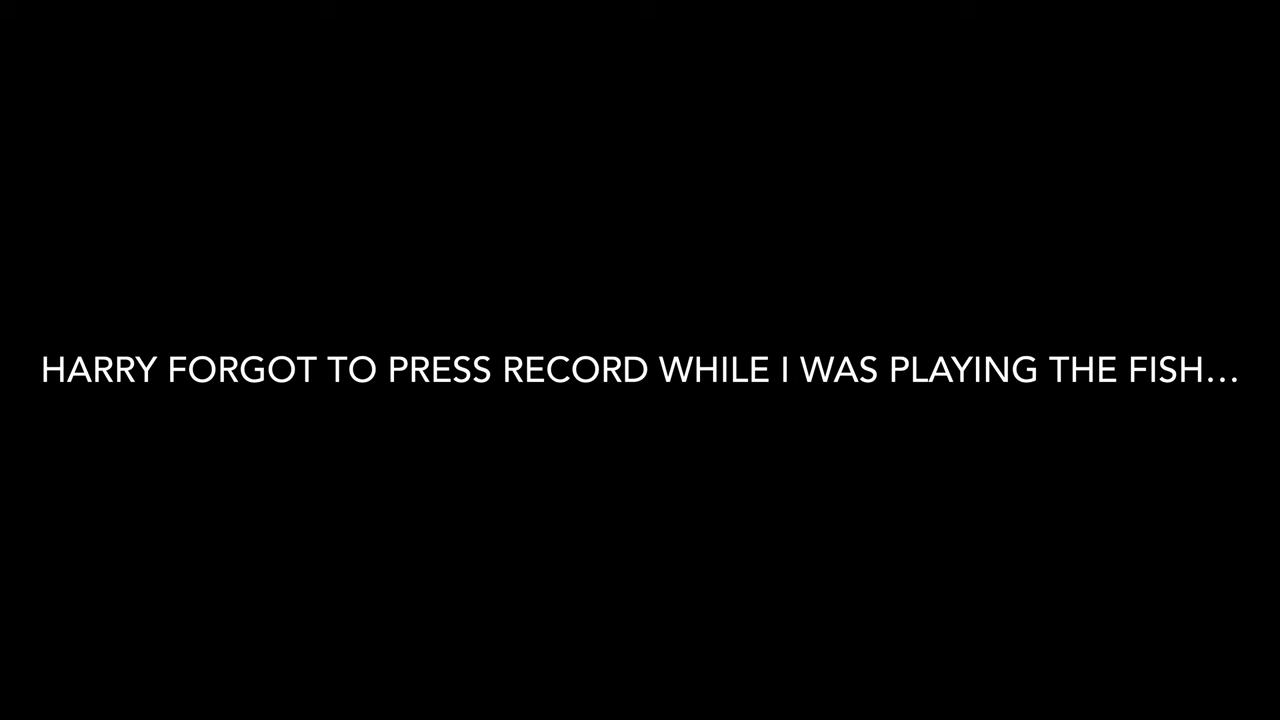 HARRY FORGOT TO PRESS RECORD WHILE I WAS PLAYING THE FISH…